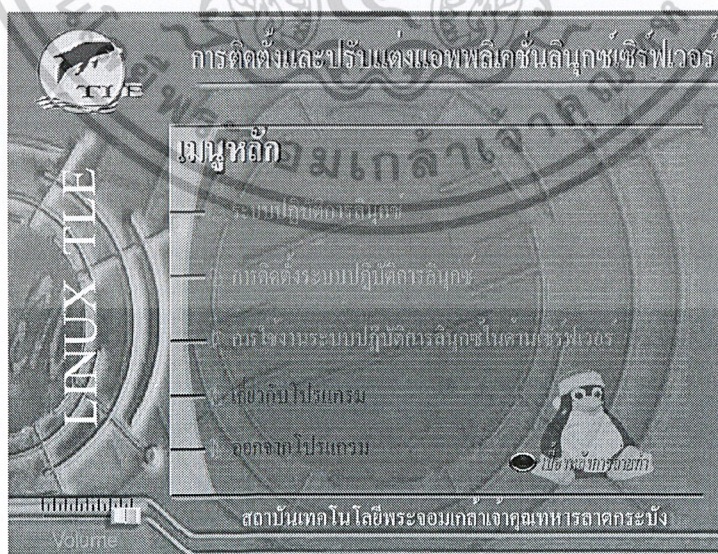 การติดตั้งและปรับแต่งแอพพลิเคชั่นลินุกซ์เซิร์ฟเวอร์
TLE
เมนูหลัก
ระบบปฏิบัติการลินุกซ์
การติดตั้งระบบปฏิบัติการลินุกซ์
การใช้งานระบบปฏิบัติการลินุกซ์ในด้านเซิร์ฟเวอร์
เกี่ยวกับโปรแกรม
ออกจากโปรแกรม
LINUX TLE
Volume
สถาบันเทคโนโลยีพระจอมเกล้าเจ้าคุณทหารลาดกระบัง